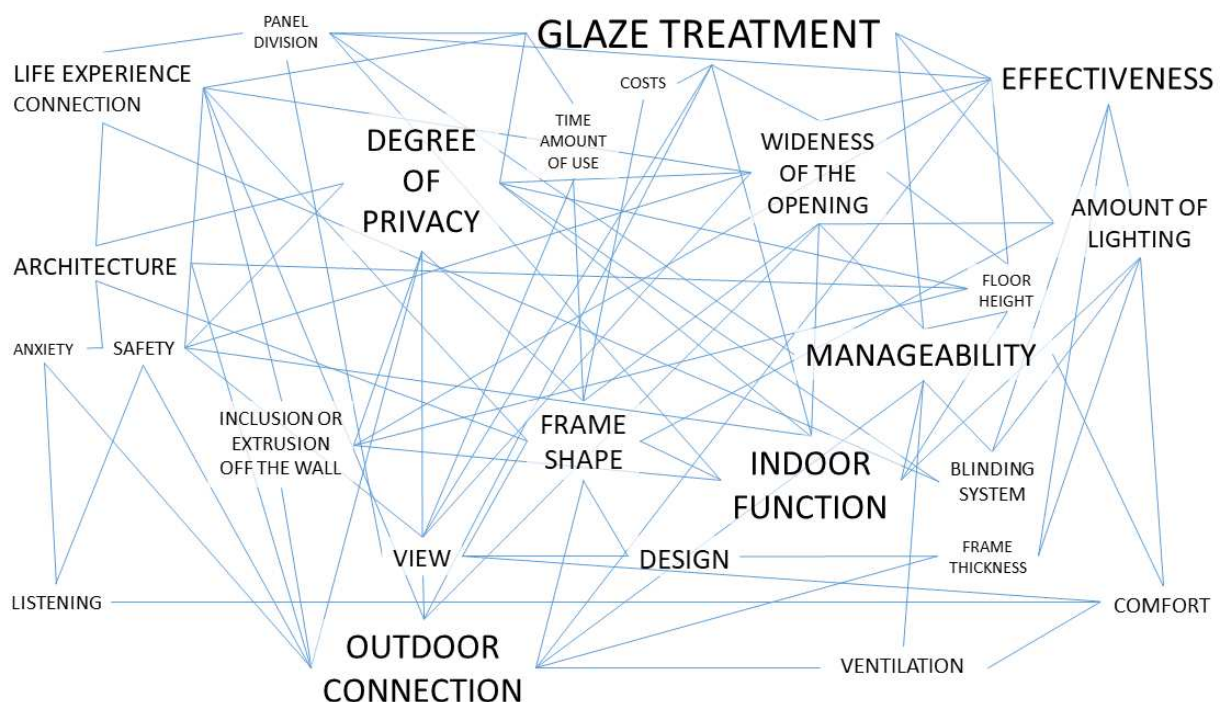 PANEL
DIVISION
GLAZE TREATMENT
LIFE EXPERIENCE
CONNECTION
COSTS
EFFECTIVENESS
TIME
AMOUNT
OF USE
DEGREE
OF
PRIVACY
WIDENESS
OF THE
OPENING
AMOUNT OF
LIGHTING
ARCHITECTURE
FLOOR
HEIGHT
ANXIETY
SAFETY
MANAGEABILITY
INCLUSION OR
EXTRUSION
OFF THE WALL
FRAME
SHAPE
INDOOR
FUNCTION
BLINDING
SYSTEM
VIEW
DESIGN
FRAME
THICKNESS
LISTENING
COMFORT
OUTDOOR
CONNECTION
VENTILATION